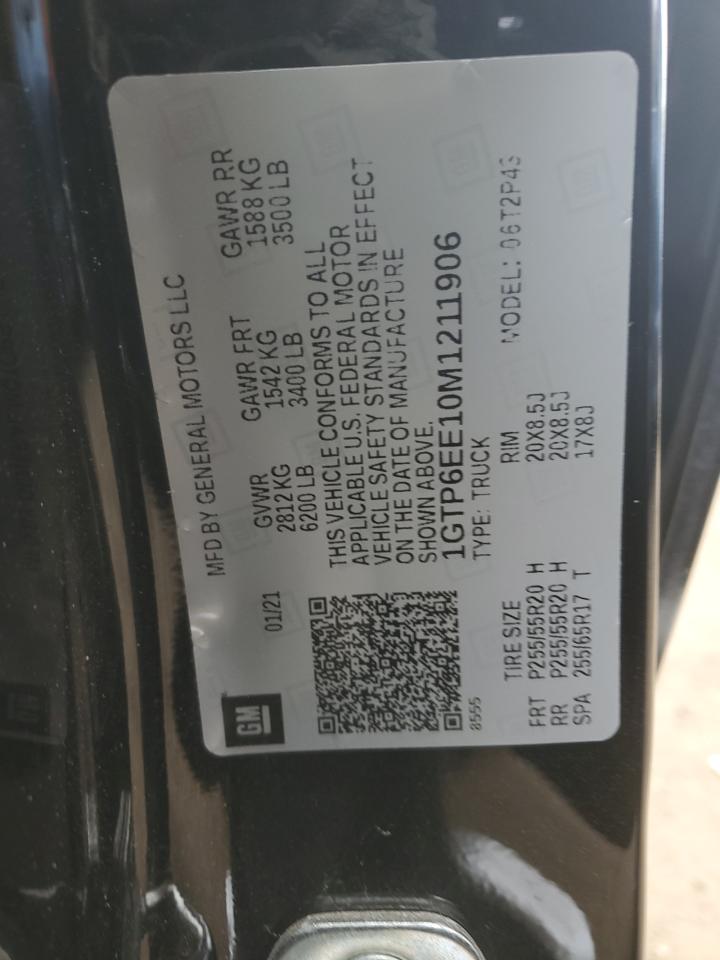 GM
MFD BY GENERAL MOTORS LLC
01/21
GVWR GAWR FRT GAWR RR
2812 KG 1542 KG 1588 KG
6200 LB 3400 LB 3500 LB
THIS VEHICLE CONFORMS TO ALL
APPLICABLE U.S. FEDERAL MOTOR
VEHICLE SAFETY STANDARDS IN EFFECT
ON THE DATE OF MANUFACTURE
SHOWN ABOVE.
1GTP6EE10M1211906
8555
TYPE: TRUCK MODEL:
TIRE SIZE RIM
FRT P255/55R20 H 20X8.5J
RR P255/55R20 H 20X8.5J
SPA 255/65R17 T 17X8J